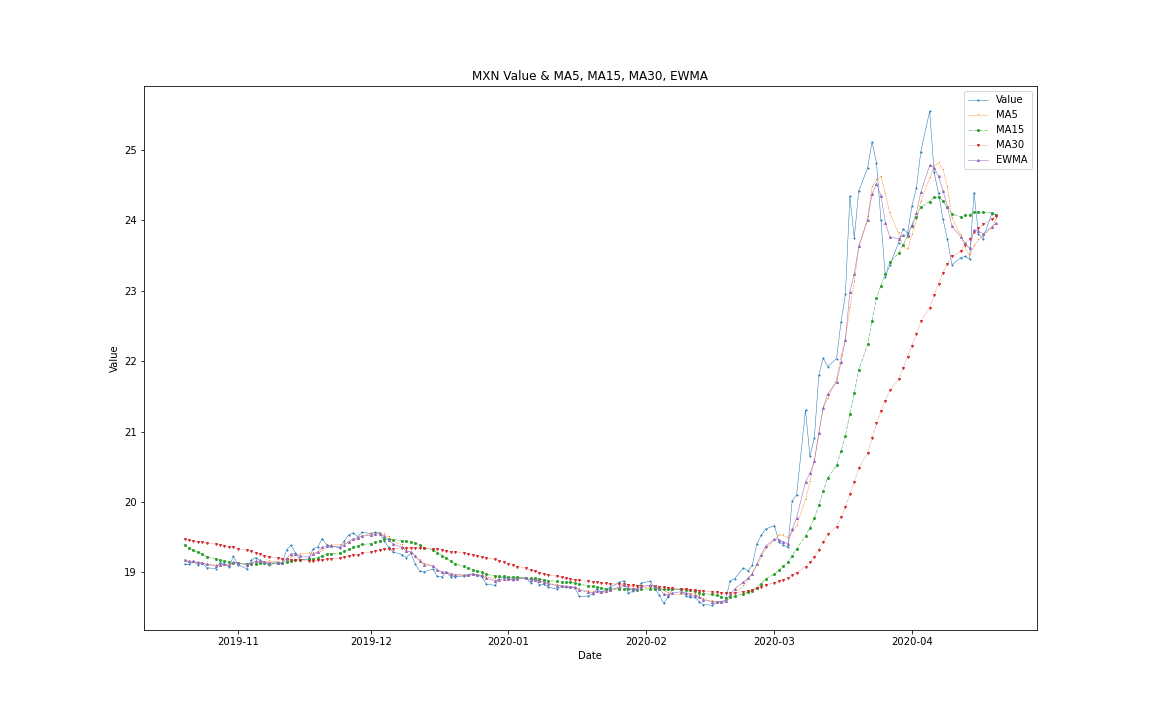 MXN Value & MA5, MA15, MA30, EWMA
Value
MA5
MA15
MA30
EWMA
25
24
23
22
21
20
19
Value
2019-11
2019-12
2020-01
2020-02
2020-03
2020-04
Date